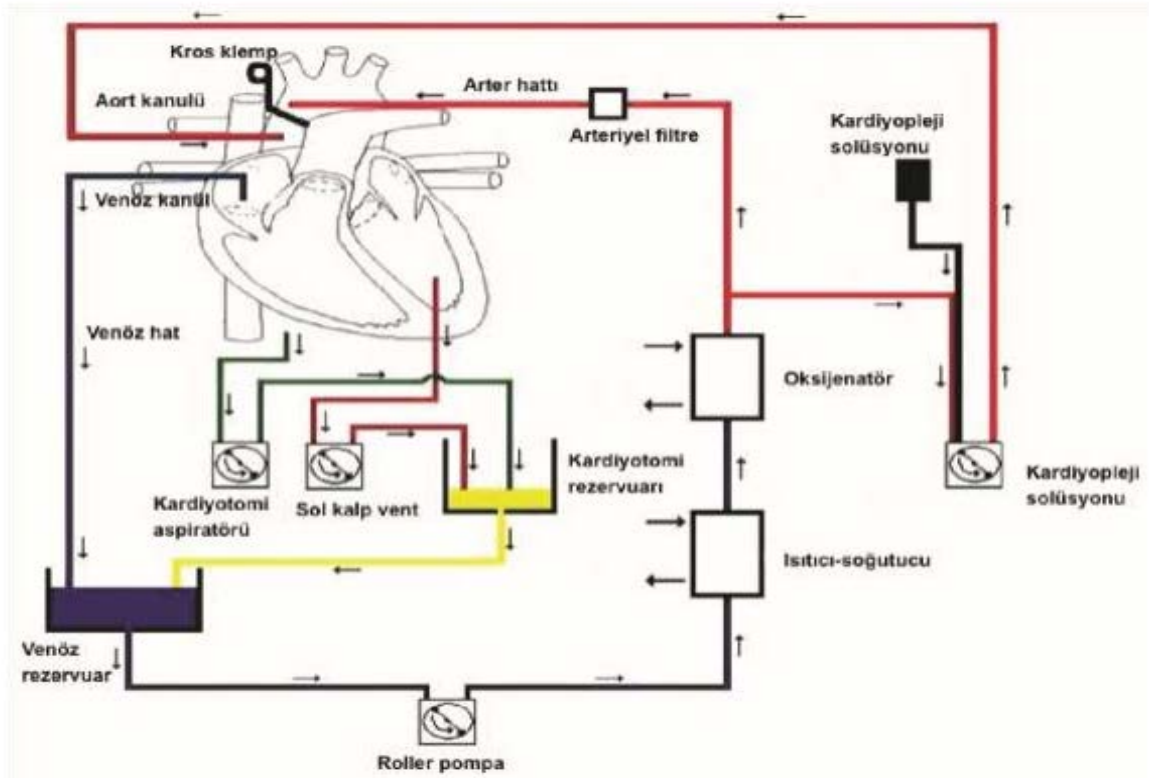 Kros klemp
Arter hattı
Aort kanülü
Arteriyel filtre
Kardiyopleji
solüsyonu
Venöz kanül
Venöz hat
Oksijenatör
Kardiyotomi
rezervuarı
Kardiyopleji
solüsyonu
Kardiyotomi
aspiratörü
Sol kalp vent
Isıtıcı-soğutucu
Venöz
rezervuar
Roller pompa